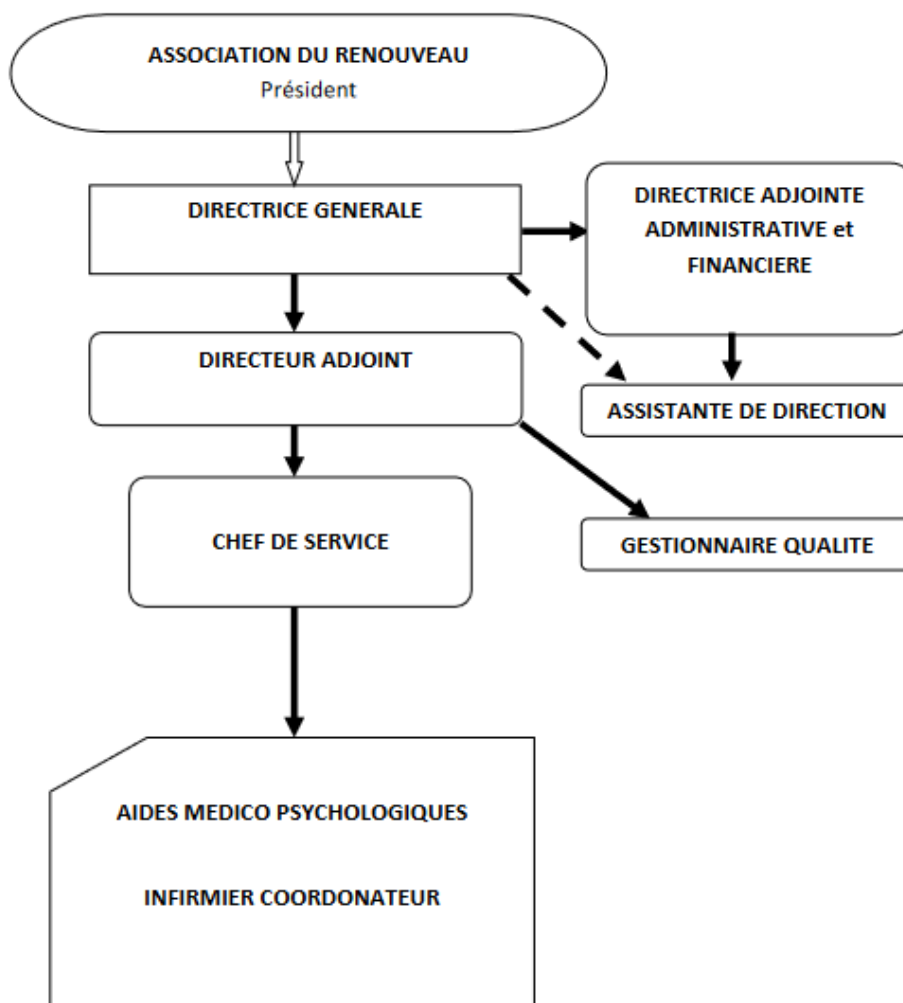 ASSOCIATION DU RENOUVEAU
Président
DIRECTRICE GENERALE
DIRECTRICE ADJOINTE
ADMINISTRATIVE et
FINANCIERE
DIRECTEUR ADJOINT
ASSISTANTE DE DIRECTION
CHEF DE SERVICE
GESTIONNAIRE QUALITE
AIDES MEDICO PSYCHOLOGIQUES
INFIRMIER COORDONATEUR